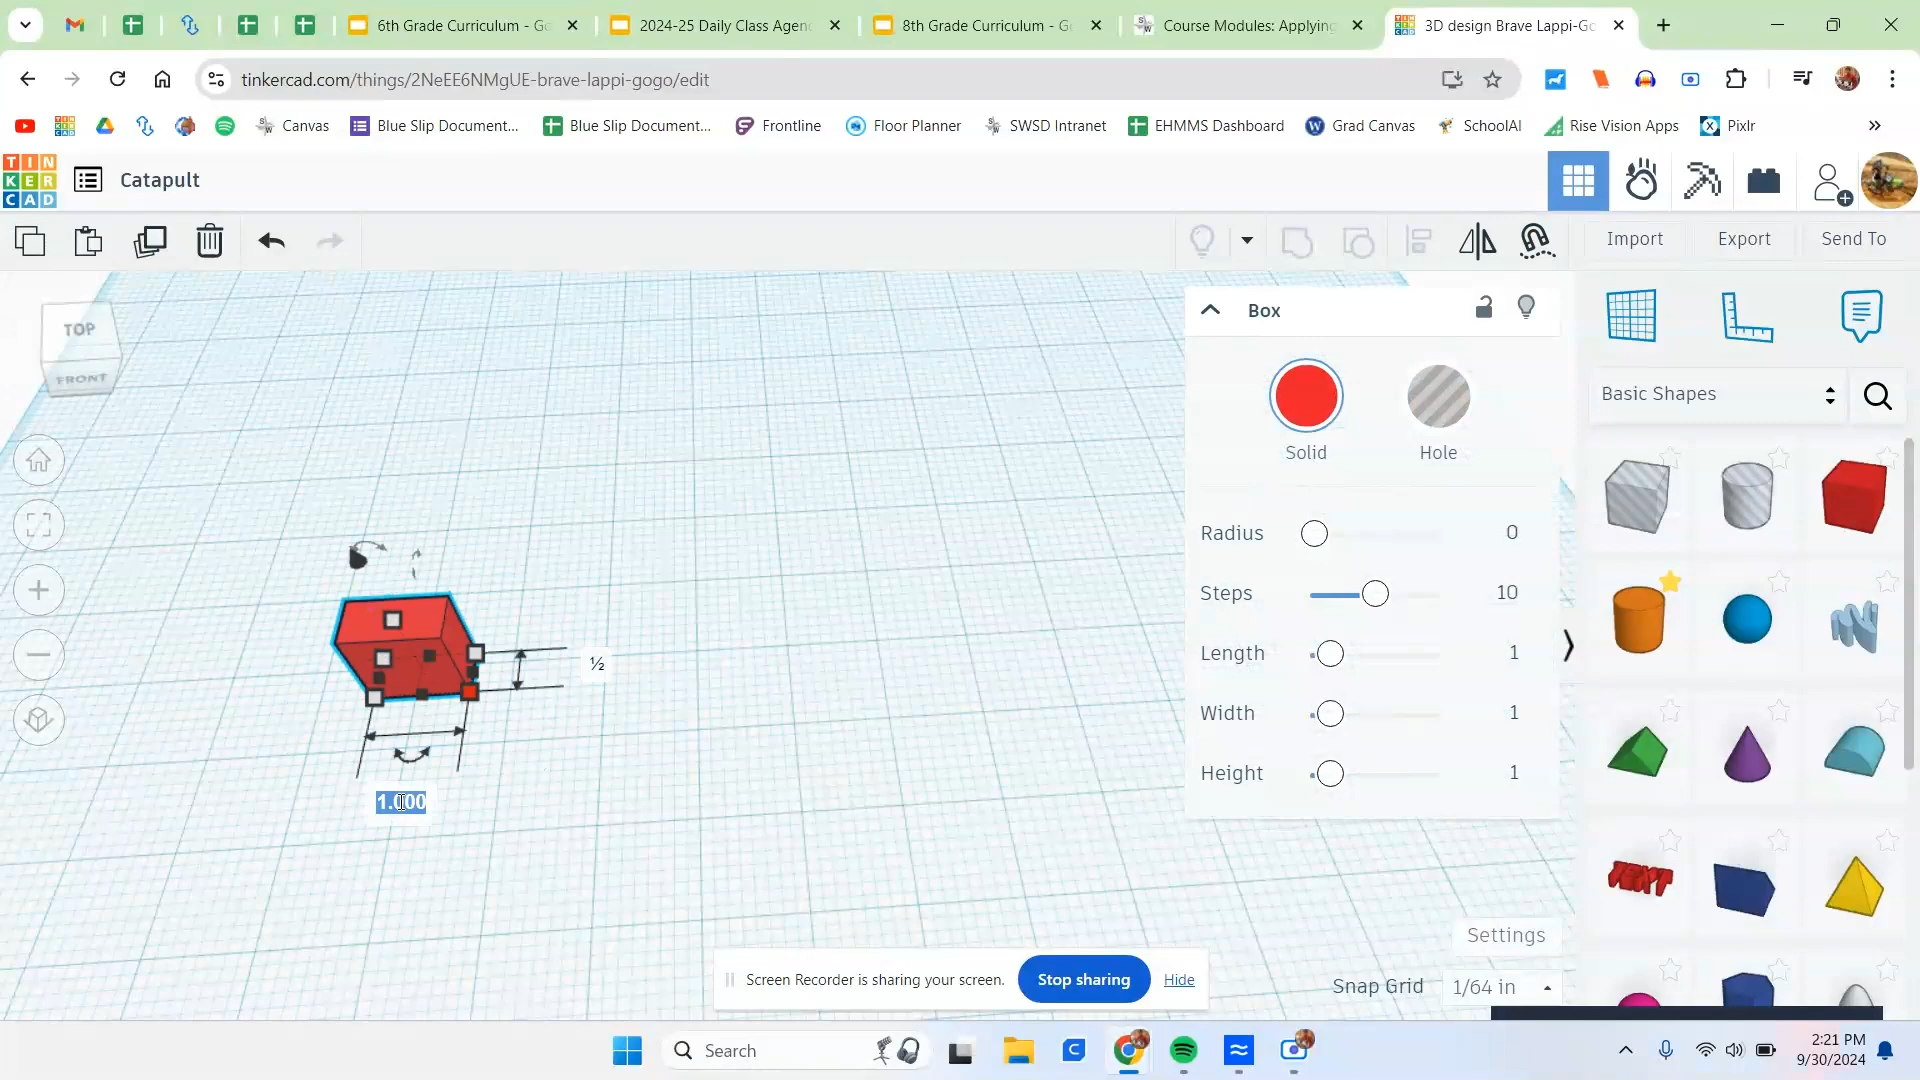 6th Grade Curriculum - Go
2024-25 Daily Class Agen
8th Grade Curriculum - G
Course Modules: Applying
3D design Brave Lappi-Go
tinkercad.com/things/2NeEE6NMgUE-brave-lappi-gogo/edit
Canvas
Blue Slip Document...
Blue Slip Document...
Frontline
Floor Planner
SWSD Intranet
EHMMS Dashboard
Grad Canvas
SchoolAI
Rise Vision Apps
Pixlr
»
TIN
KER
CAD
Catapult
Import
Export
Send To
TOP
FRONT
Box
Solid
Hole
Radius 0
Steps 10
Length 1
Width 1
Height 1
½
1.000
Basic Shapes
TEXT
Settings
Snap Grid 1/64 in
Screen Recorder is sharing your screen.
Stop sharing
Hide
Search
2:21 PM
9/30/2024